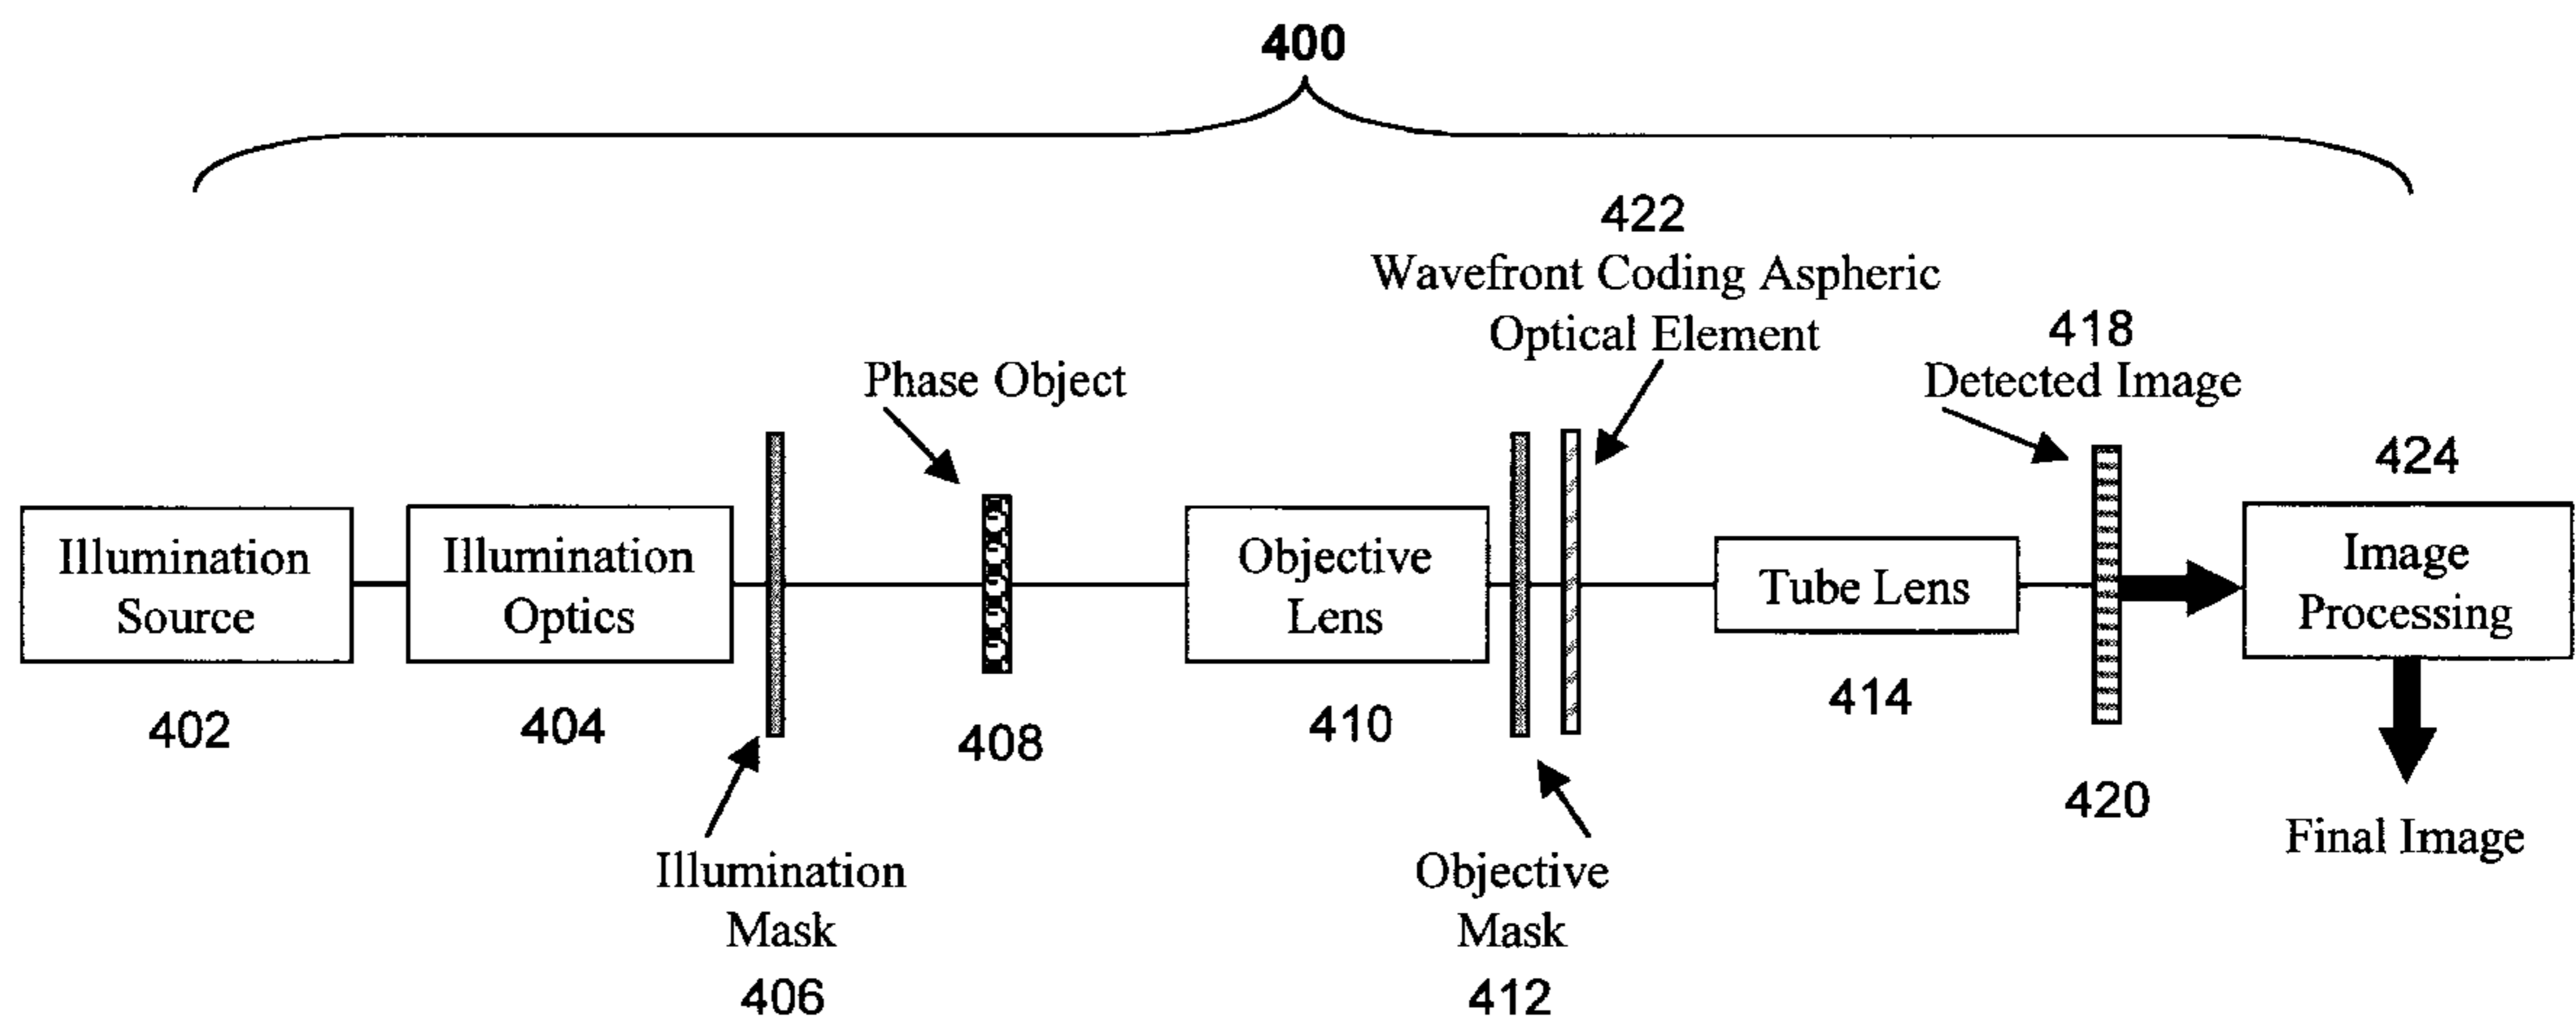 400
422
Wavefront Coding Aspheric
Optical Element
418
Detected Image
Phase Object
424
Illumination
Source
Illumination
Optics
Objective
Lens
Tube Lens
Image
Processing
402
404
408
410
414
420
Final Image
Illumination
Mask
406
Objective
Mask
412